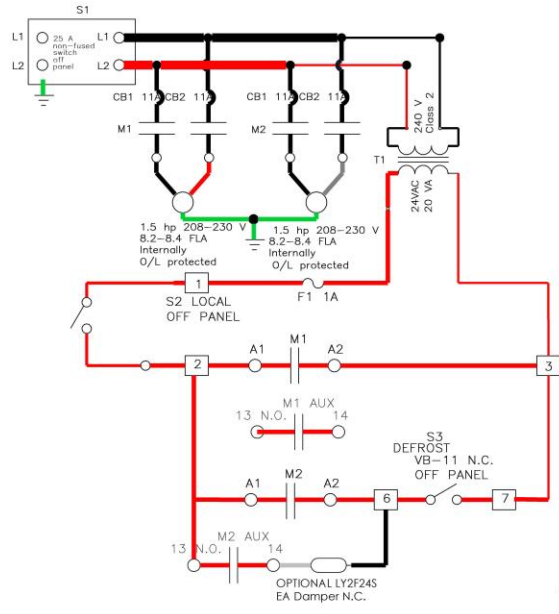 S1
L1
25 A
non-fused
switch
off
panel
L1
L2
L2
CB1 11A CB2 11A
CB1 11A CB2 11A
M1
M2
240 V
Class 2
T1
24VAC
20 VA
1.5 hp 208-230 V
8.2-8.4 FLA
Internally
O/L protected
1.5 hp 208-230 V
8.2-8.4 FLA
Internally
O/L protected
1
F1 1A
S2 LOCAL
OFF PANEL
M1
A1
A2
2
3
M1 AUX
13 N.O.
14
S3
DEFROST
VB-11 N.C.
OFF PANEL
M2
A1
A2
6
7
M2 AUX
13 N.O.
14
OPTIONAL LY2F24S
EA Damper N.C.